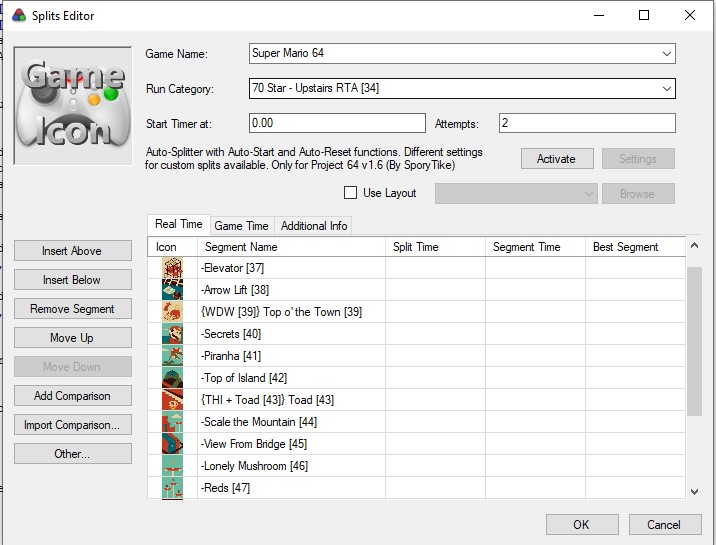 Splits Editor
Game Icon
Game Name: Super Mario 64
Run Category: 70 Star - Upstairs RTA [34]
Start Timer at: 0.00 Attempts: 2
Auto-Splitter with Auto-Start and Auto-Reset functions. Different settings
for custom splits available. Only for Project 64 v1.6 (By SporyTike)
Activate Settings
Use Layout Browse
Real Time Game Time Additional Info
Icon Segment Name Split Time Segment Time Best Segment
Insert Above
Insert Below
Remove Segment
Move Up
Move Down
Add Comparison
Import Comparison...
Other...
-Elevator [37]
-Arrow Lift [38]
{WDW [39]} Top o' the Town [39]
-Secrets [40]
-Piranha [41]
-Top of Island [42]
{THI + Toad [43]} Toad [43]
-Scale the Mountain [44]
-View From Bridge [45]
-Lonely Mushroom [46]
-Reds [47]
OK Cancel